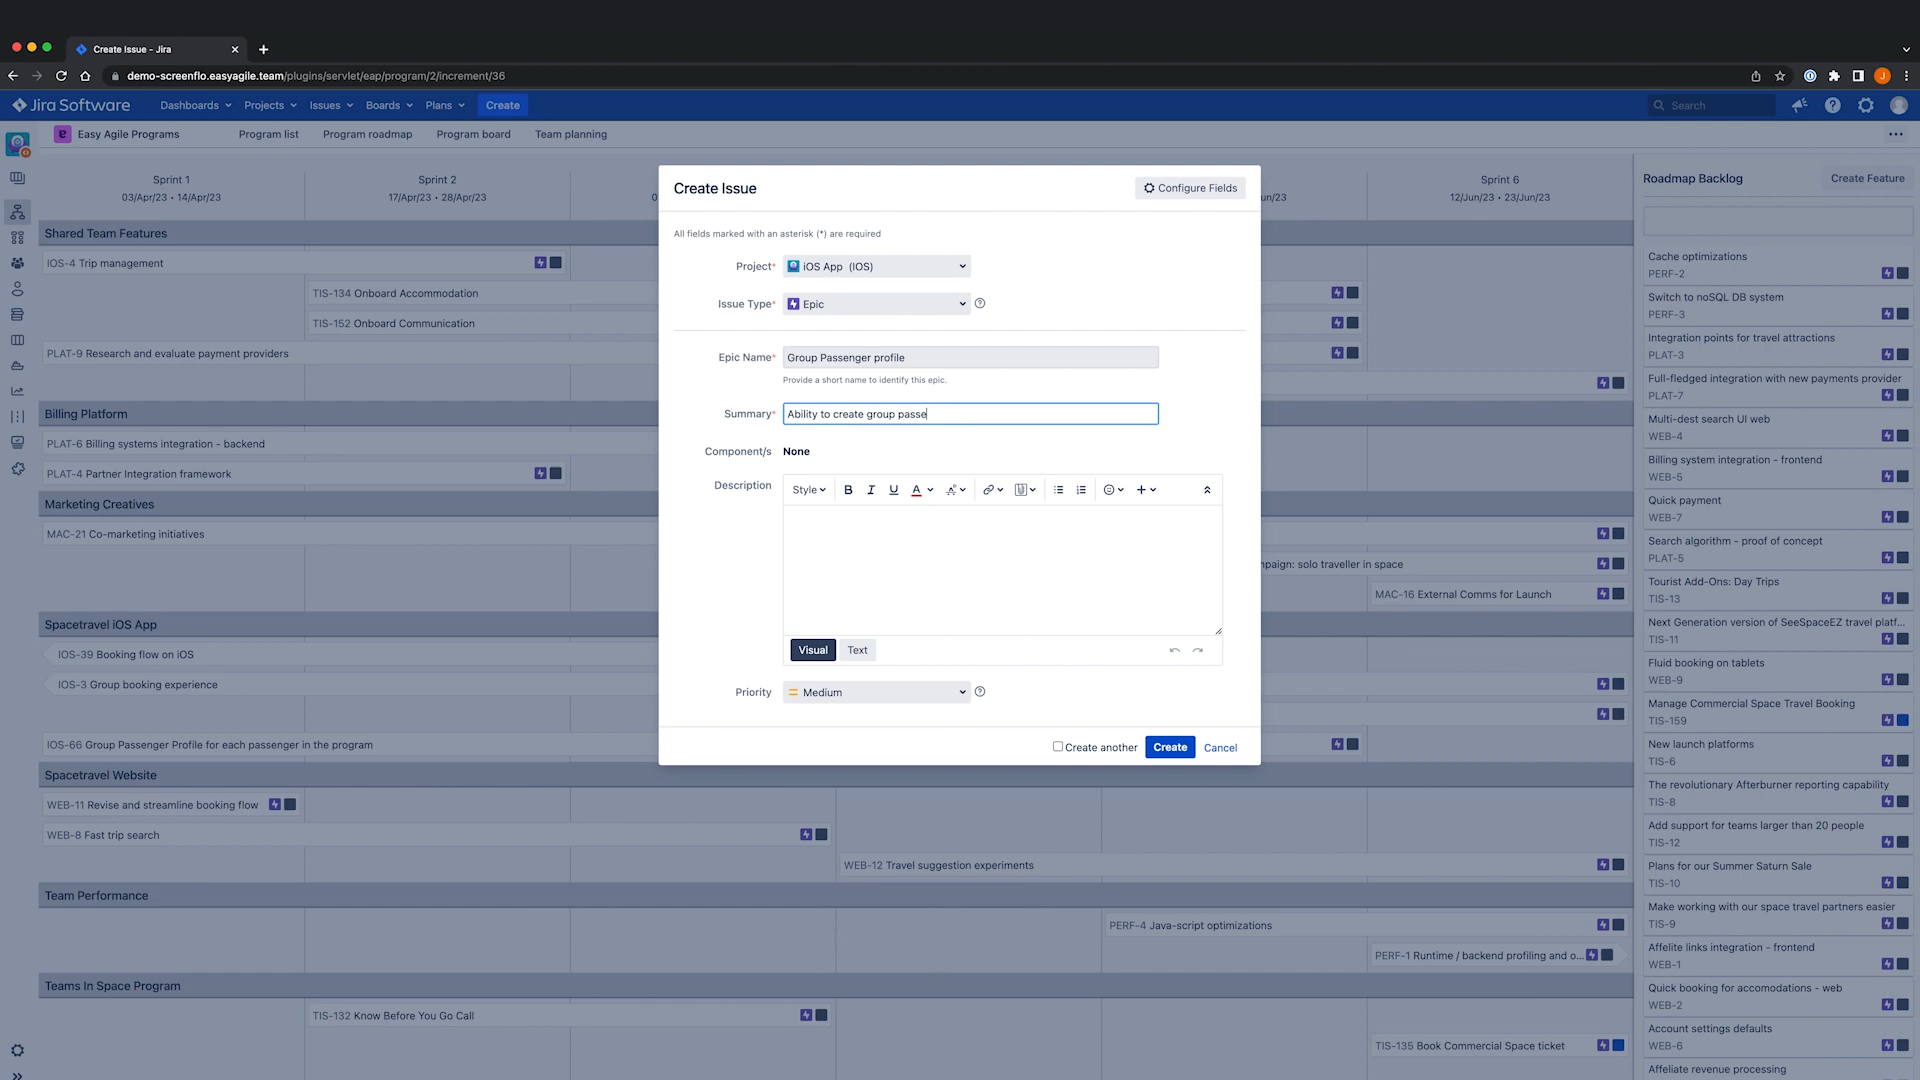 Create Issue - Jira
demo-screenflo.easyagile.team/plugins/servlet/eap/program/2/increment/36
J
Jira Software
Dashboards
Projects
Issues
Boards
Plans
Create
Search
Easy Agile Programs
Program list
Program roadmap
Program board
Team planning
Sprint 1
03/Apr/23 • 14/Apr/23
Sprint 2
17/Apr/23 • 28/Apr/23
Sprint 6
12/Jun/23 • 23/Jun/23
Shared Team Features
IOS-4 Trip management
TIS-134 Onboard Accommodation
TIS-152 Onboard Communication
PLAT-9 Research and evaluate payment providers
Billing Platform
PLAT-6 Billing systems integration - backend
PLAT-4 Partner Integration framework
Marketing Creatives
MAC-21 Co-marketing initiatives
paign: solo traveller in space
MAC-16 External Comms for Launch
Spacetravel iOS App
IOS-39 Booking flow on iOS
IOS-3 Group booking experience
IOS-66 Group Passenger Profile for each passenger in the program
Spacetravel Website
WEB-11 Revise and streamline booking flow
WEB-8 Fast trip search
WEB-12 Travel suggestion experiments
Team Performance
PERF-4 Java-script optimizations
PERF-1 Runtime / backend profiling and o...
Teams In Space Program
TIS-132 Know Before You Go Call
TIS-135 Book Commercial Space ticket
Create Issue
Configure Fields
All fields marked with an asterisk (*) are required
Project*
iOS App (IOS)
Issue Type*
Epic
Epic Name*
Group Passenger profile
Provide a short name to identify this epic.
Summary*
Ability to create group passe
Component/s
None
Description
Style
B
I
U
A
Visual
Text
Priority
Medium
Create another
Create
Cancel
Roadmap Backlog
Create Feature
Cache optimizations
PERF-2
Switch to noSQL DB system
PERF-3
Integration points for travel attractions
PLAT-3
Full-fledged integration with new payments provider
PLAT-7
Multi-dest search UI web
WEB-4
Billing system integration - frontend
WEB-5
Quick payment
WEB-7
Search algorithm - proof of concept
PLAT-5
Tourist Add-Ons: Day Trips
TIS-13
Next Generation version of SeeSpaceEZ travel platf...
TIS-11
Fluid booking on tablets
WEB-9
Manage Commercial Space Travel Booking
TIS-159
New launch platforms
TIS-6
The revolutionary Afterburner reporting capability
TIS-8
Add support for teams larger than 20 people
TIS-12
Plans for our Summer Saturn Sale
TIS-10
Make working with our space travel partners easier
TIS-9
Affelite links integration - frontend
WEB-1
Quick booking for accomodations - web
WEB-2
Account settings defaults
WEB-6
Affeliate revenue processing